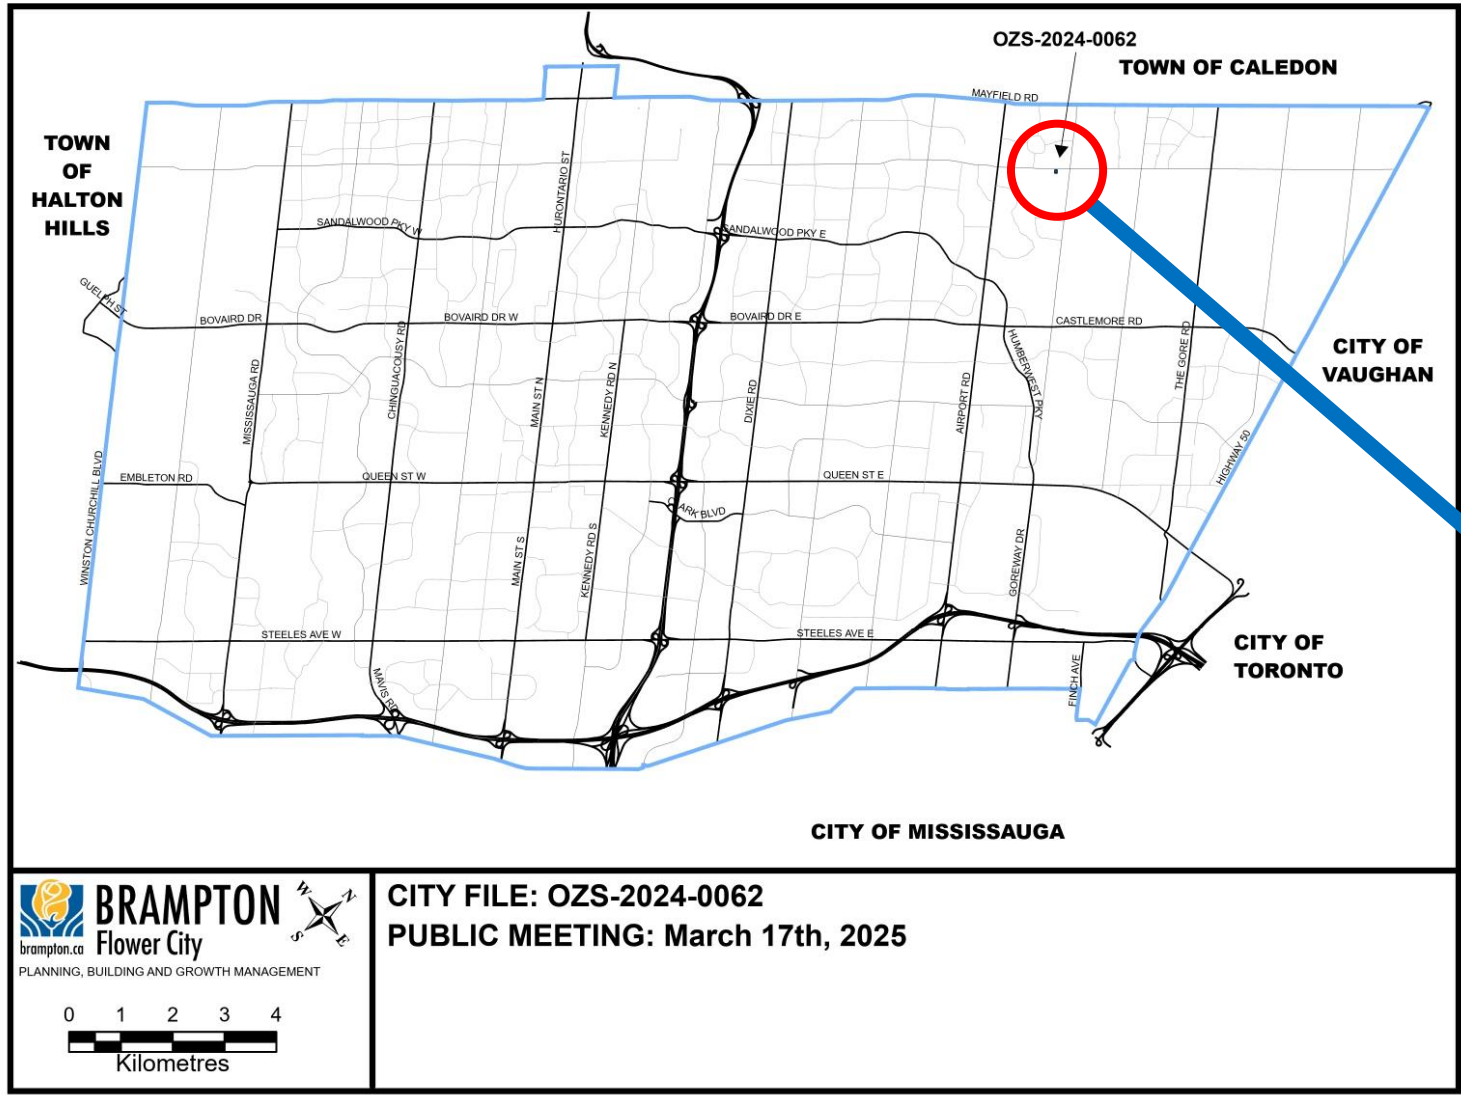 OZS-2024-0062
TOWN OF CALEDON
MAYFIELD RD
TOWN
OF
HALTON
HILLS
HURONTARIO ST
SANDALWOOD PKY W
SANDALWOOD PKY E
GUELPH ST
BOVAIRD DR
BOVAIRD DR W
BOVAIRD DR E
CASTLEMORE RD
CITY OF
VAUGHAN
MISSISSAUGA RD
CHINGUACOUSY RD
MAIN ST N
KENNEDY RD N
DIXIE RD
AIRPORT RD
HUMBERWEST PKY
THE GORE RD
HIGHWAY 50
WINSTON CHURCHILL BLVD
EMBLETON RD
QUEEN ST W
QUEEN ST E
CLARK BLVD
MAIN ST S
KENNEDY RD S
GOREWAY DR
STEELES AVE W
STEELES AVE E
CITY OF
TORONTO
MAVIS RD
FINCH AVE
CITY OF MISSISSAUGA
BRAMPTON
brampton.ca
Flower City
W N
S E
PLANNING, BUILDING AND GROWTH MANAGEMENT
0 1 2 3 4
Kilometres
CITY FILE: OZS-2024-0062
PUBLIC MEETING: March 17th, 2025